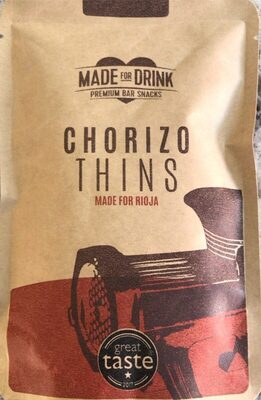 MADE FOR DRINK
PREMIUM BAR SNACKS
CHORIZO
THINS
MADE FOR RIOJA
great
taste
2017